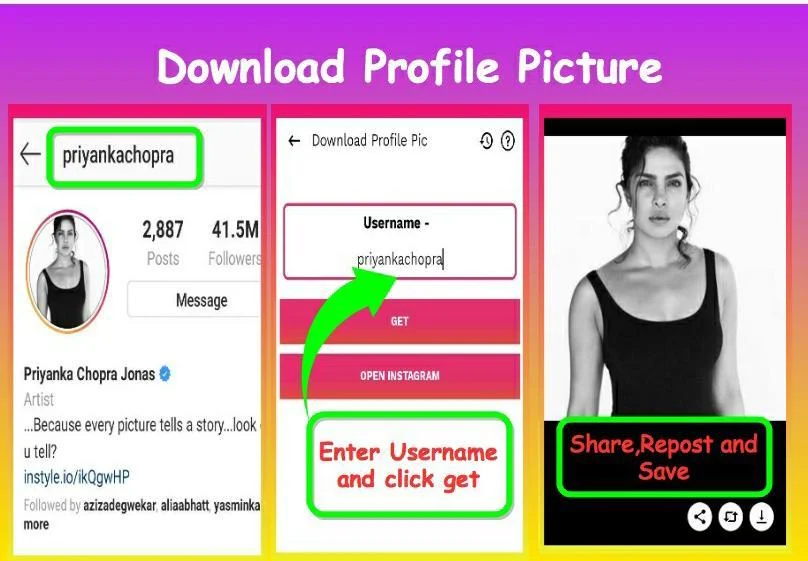 Download Profile Picture
priyankachopra
2,887
41.5M
Posts
Followers
Message
Priyanka Chopra Jonas
Artist
...Because every picture tells a story...look
u tell?
instyle.io/ikQgwHP
Followed by azizadegwekar, aliaabhatt, yasminka
more
Download Profile Pic
Username -
priyankachopra
GET
OPEN INSTAGRAM
Enter Username
and click get
Share,Repost and
Save